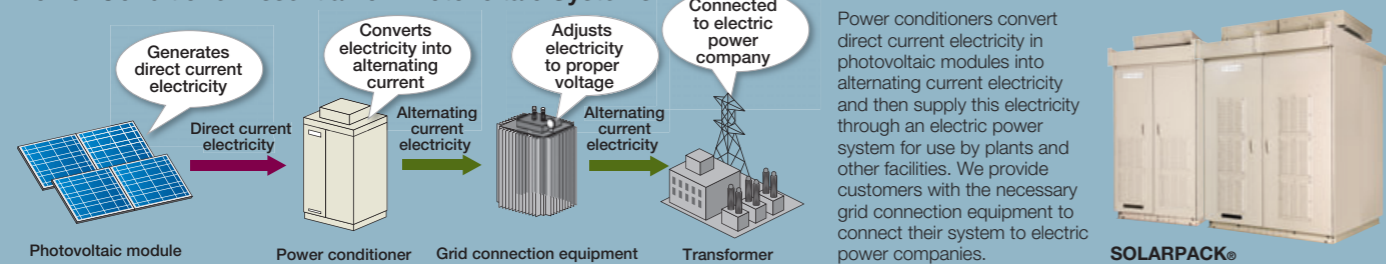 Generates
direct current
electricity
Converts
electricity into
alternating
current
Adjusts
electricity
to proper
voltage
Connected
to electric
power
company
Direct current
electricity
Alternating
current
electricity
Alternating
current
electricity
Photovoltaic module
Power conditioner
Grid connection equipment
Transformer
Power conditioners convert
direct current electricity in
photovoltaic modules into
alternating current electricity
and then supply this electricity
through an electric power
system for use by plants and
other facilities. We provide
customers with the necessary
grid connection equipment to
connect their system to electric
power companies.
SOLARPACK®